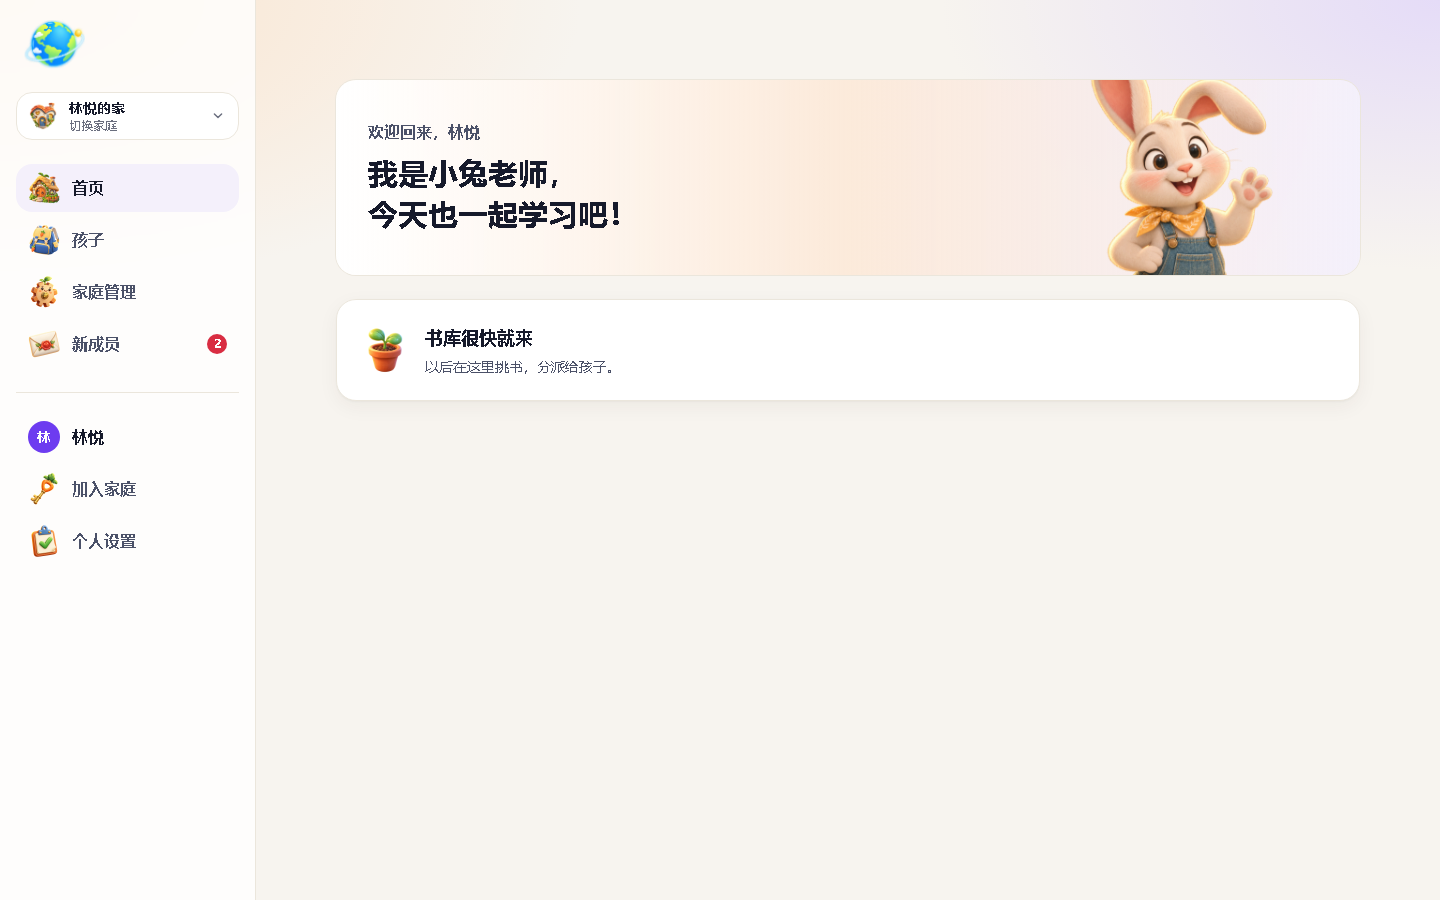 林悦的家
切换家庭
首页
孩子
家庭管理
新成员
2
林
林悦
加入家庭
个人设置
欢迎回来，林悦
我是小兔老师，
今天也一起学习吧！
书库很快就来
以后在这里挑书，分派给孩子。